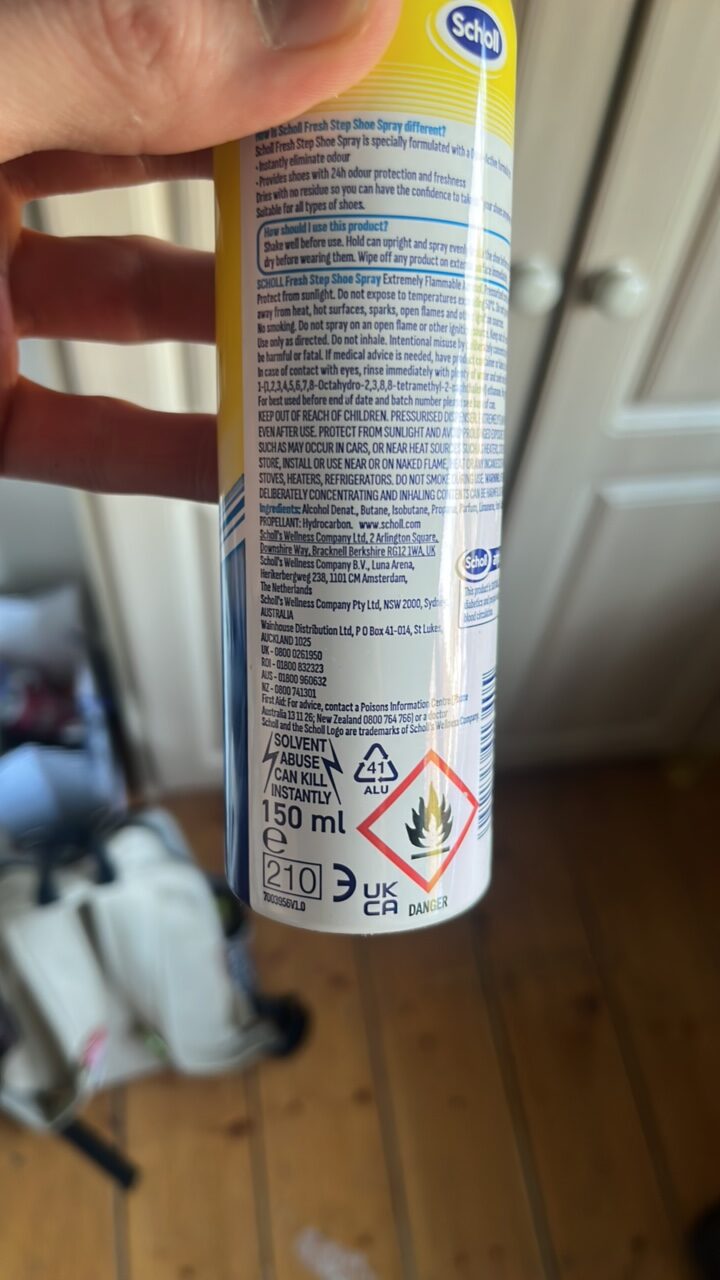 Scholl
How is Scholl Fresh Step Shoe Spray different?
Scholl Fresh Step Shoe Spray is specially formulated with a
• Instantly eliminate odour
• Provides shoes with 24h odour protection and freshness
Dries with no residue so you can have the confidence to your shoes
Suitable for all types of shoes.
How should I use this product?
Shake well before use. Hold can upright and spray the shoe
dry before wearing them. Wipe off any product on
SCHOLL Fresh Step Shoe Spray Extremely Flammable
Protect from sunlight. Do not expose to temperatures 50°C.
away from heat, hot surfaces, sparks, open flames and
No smoking. Do not spray on an open flame or other
Use only as directed. Do not inhale. Intentional misuse by
be harmful or fatal. If medical advice is needed, have
In case of contact with eyes, rinse immediately with
1-(1,2,3,4,5,6,7,8-Octahydro-2,3,8,8-tetramethyl-2-
For best used before end of date and batch number can.
KEEP OUT OF REACH OF CHILDREN. PRESSURISED
EVEN AFTER USE. PROTECT FROM SUNLIGHT AND
SUCH AS MAY OCCUR IN CARS, OR NEAR HEAT
STORE, INSTALL OR USE NEAR OR ON NAKED FLAME,
STOVES, HEATERS, REFRIGERATORS. DO NOT SMOKE USE.
DELIBERATELY CONCENTRATING AND INHALING
Ingredients: Alcohol Denat., Butane, Isobutane, Parfum, Limonene,
PROPELLANT: Hydrocarbon. www.scholl.com
Scholl's Wellness Company Ltd, 2 Arlington Square,
Downshire Way, Bracknell Berkshire RG12 1WA, UK
Scholl's Wellness Company B.V., Luna Arena,
Herikerbergweg 238, 1101 CM Amsterdam,
The Netherlands
Scholl's Wellness Company Pty Ltd, NSW 2000, Sydney,
AUSTRALIA
Wainhouse Distribution Ltd, P O Box 41-014, St Lukes,
AUCKLAND 1025
UK - 0800 0261950
ROI - 01800 832323
AUS - 01800 960632
NZ - 0800 741301
Scholl
This product is
diabetics and
blood circulation
First Aid: For advice, contact a Poisons Information Centre (Phone
Australia 13 11 26; New Zealand 0800 764 766) or a doctor.
Scholl and the Scholl Logo are trademarks of Scholl's Wellness Company.
SOLVENT
ABUSE
CAN KILL
INSTANTLY
41
ALU
150 ml
e
210
UK
CA
DANGER
7003956V1.0